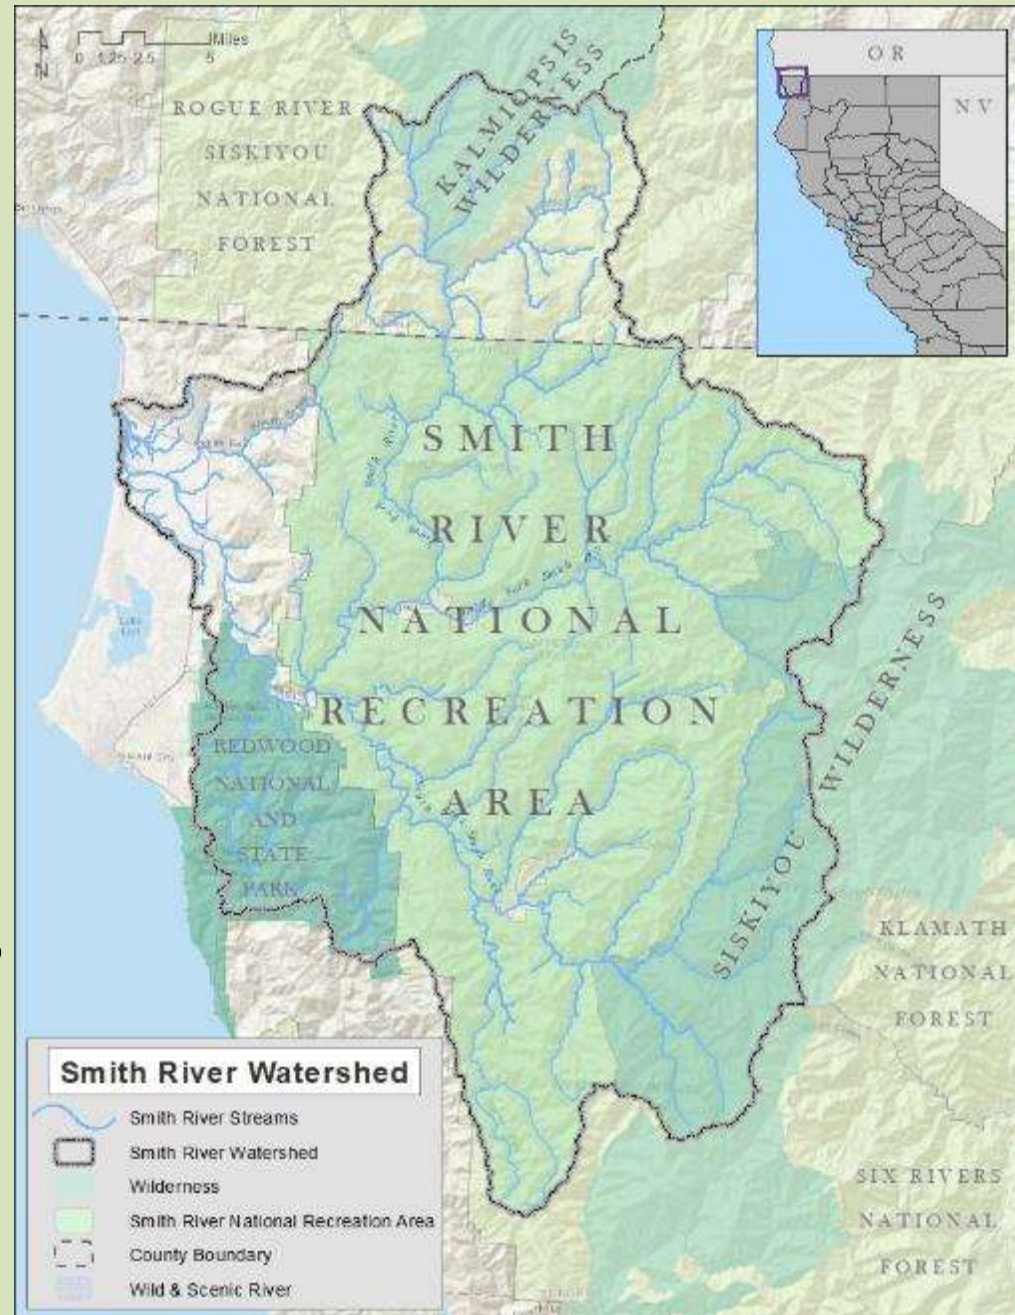 N
Miles
0 1.25 2.5 5
ROGUE RIVER
SISKIYOU
NATIONAL
FOREST
KALMIOPSIS
WILDERNESS
OR
NV
SMITH
RIVER
NATIONAL
RECREATION
AREA
REDWOOD
NATIONAL
AND
STATE
PARK
SISKIYOU WILDERNESS
KLAMATH
NATIONAL
FOREST
SIX RIVERS
NATIONAL
FOREST
Smith River Watershed
Smith River Streams
Smith River Watershed
Wilderness
Smith River National Recreation Area
County Boundary
Wild & Scenic River